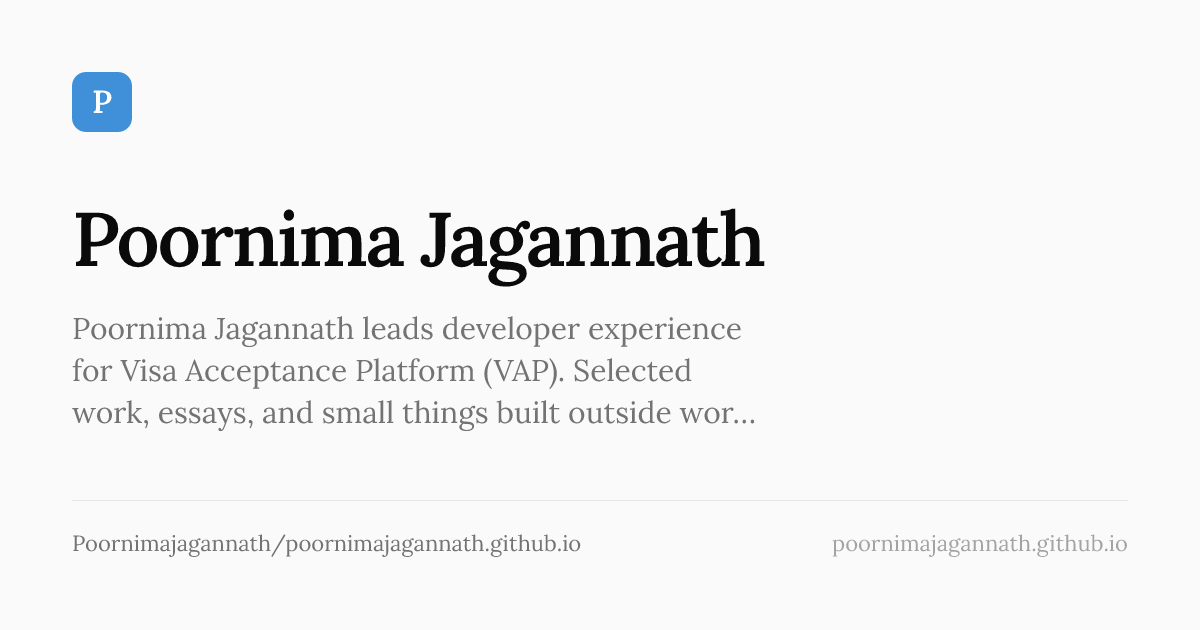 P
Poornima Jagannath
Poornima Jagannath leads developer experience
for Visa Acceptance Platform (VAP). Selected
work, essays, and small things built outside wor…
Poornimajagannath/poornimajagannath.github.io
poornimajagannath.github.io